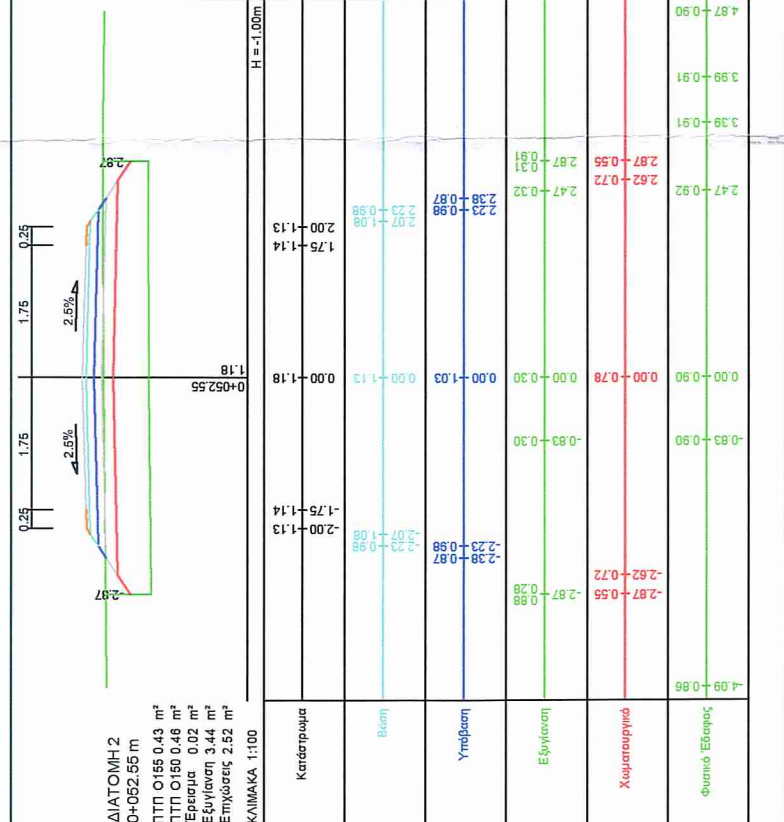 ΔΙΑΤΟΜΗ 2
0+052.55 m
ΠΤΠ Ο155 0.43 m²
ΠΤΠ Ο150 0.46 m²
Έρεισμα 0.02 m²
Εξυγίανση 3.44 m²
Επιχώσεις 2.52 m²
ΚΛΙΜΑΚΑ 1:100
0.25 1.75 1.75 0.25
2.5% 2.5%
-2.87 2.87
0+052.55 1.18
H = -1.00m
Κατάστρωμα
-2.00 -1.75 0.00 1.75 2.00
1.13 1.14 1.18 1.14 1.13
Βάση
-2.23 -2.07 0.00 2.07 2.23
0.98 1.08 1.13 1.08 0.98
Υπόβαση
-2.38 -2.23 0.00 2.23 2.38
0.87 0.98 1.03 0.98 0.87
Εξυγίανση
-2.87 -0.83 0.00 2.47 2.87
0.88 0.28 0.30 0.30 0.32 0.31 0.91
Χωματουργικά
-2.87 -2.62 0.00 2.62 2.87
0.55 0.72 0.78 0.72 0.55
Φυσικό Έδαφος
-4.09 -0.83 0.00 2.47 3.39 3.99 4.87
0.86 0.90 0.90 0.92 0.91 0.91 0.90